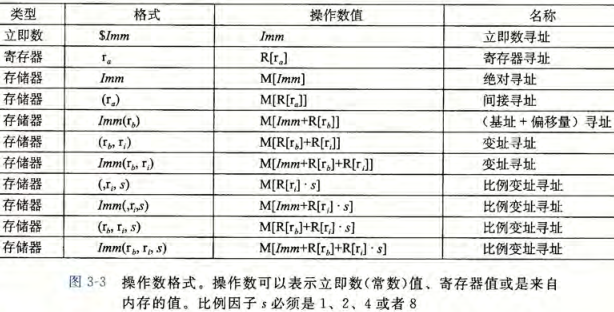 类型 格式 操作数值 名称
立即数 $Imm Imm 立即数寻址
寄存器 rₐ R[rₐ] 寄存器寻址
存储器 Imm M[Imm] 绝对寻址
存储器 (rₐ) M[R[rₐ]] 间接寻址
存储器 Imm(r_b) M[Imm+R[r_b]] （基址+偏移量）寻址
存储器 (r_b, r_i) M[R[r_b]+R[r_i]] 变址寻址
存储器 Imm(r_b, r_i) M[Imm+R[r_b]+R[r_i]] 变址寻址
存储器 (,r_i, s) M[R[r_i]·s] 比例变址寻址
存储器 Imm(,r_i,s) M[Imm+R[r_i]·s] 比例变址寻址
存储器 (r_b, r_i, s) M[R[r_b]+R[r_i]·s] 比例变址寻址
存储器 Imm(r_b, r_i, s) M[Imm+R[r_b]+R[r_i]·s] 比例变址寻址
图 3-3 操作数格式。操作数可以表示立即数(常数)值、寄存器值或是来自
内存的值。比例因子 s 必须是 1、2、4 或者 8